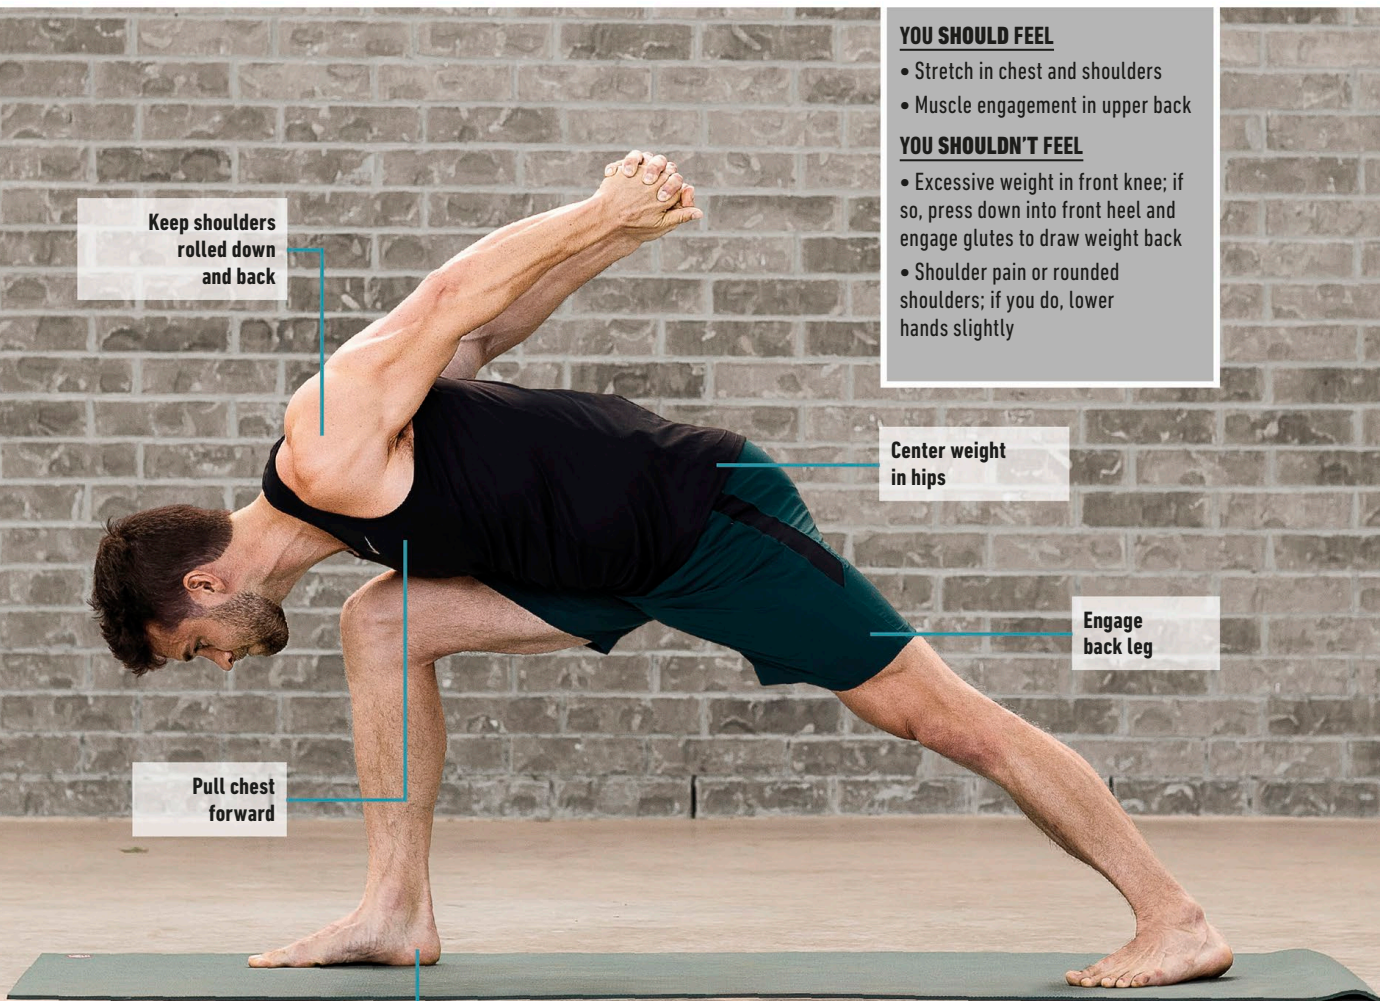 YOU SHOULD FEEL
• Stretch in chest and shoulders
• Muscle engagement in upper back
YOU SHOULDN'T FEEL
• Excessive weight in front knee; if
so, press down into front heel and
engage glutes to draw weight back
• Shoulder pain or rounded
shoulders; if you do, lower
hands slightly
Keep shoulders
rolled down
and back
Center weight
in hips
Engage
back leg
Pull chest
forward